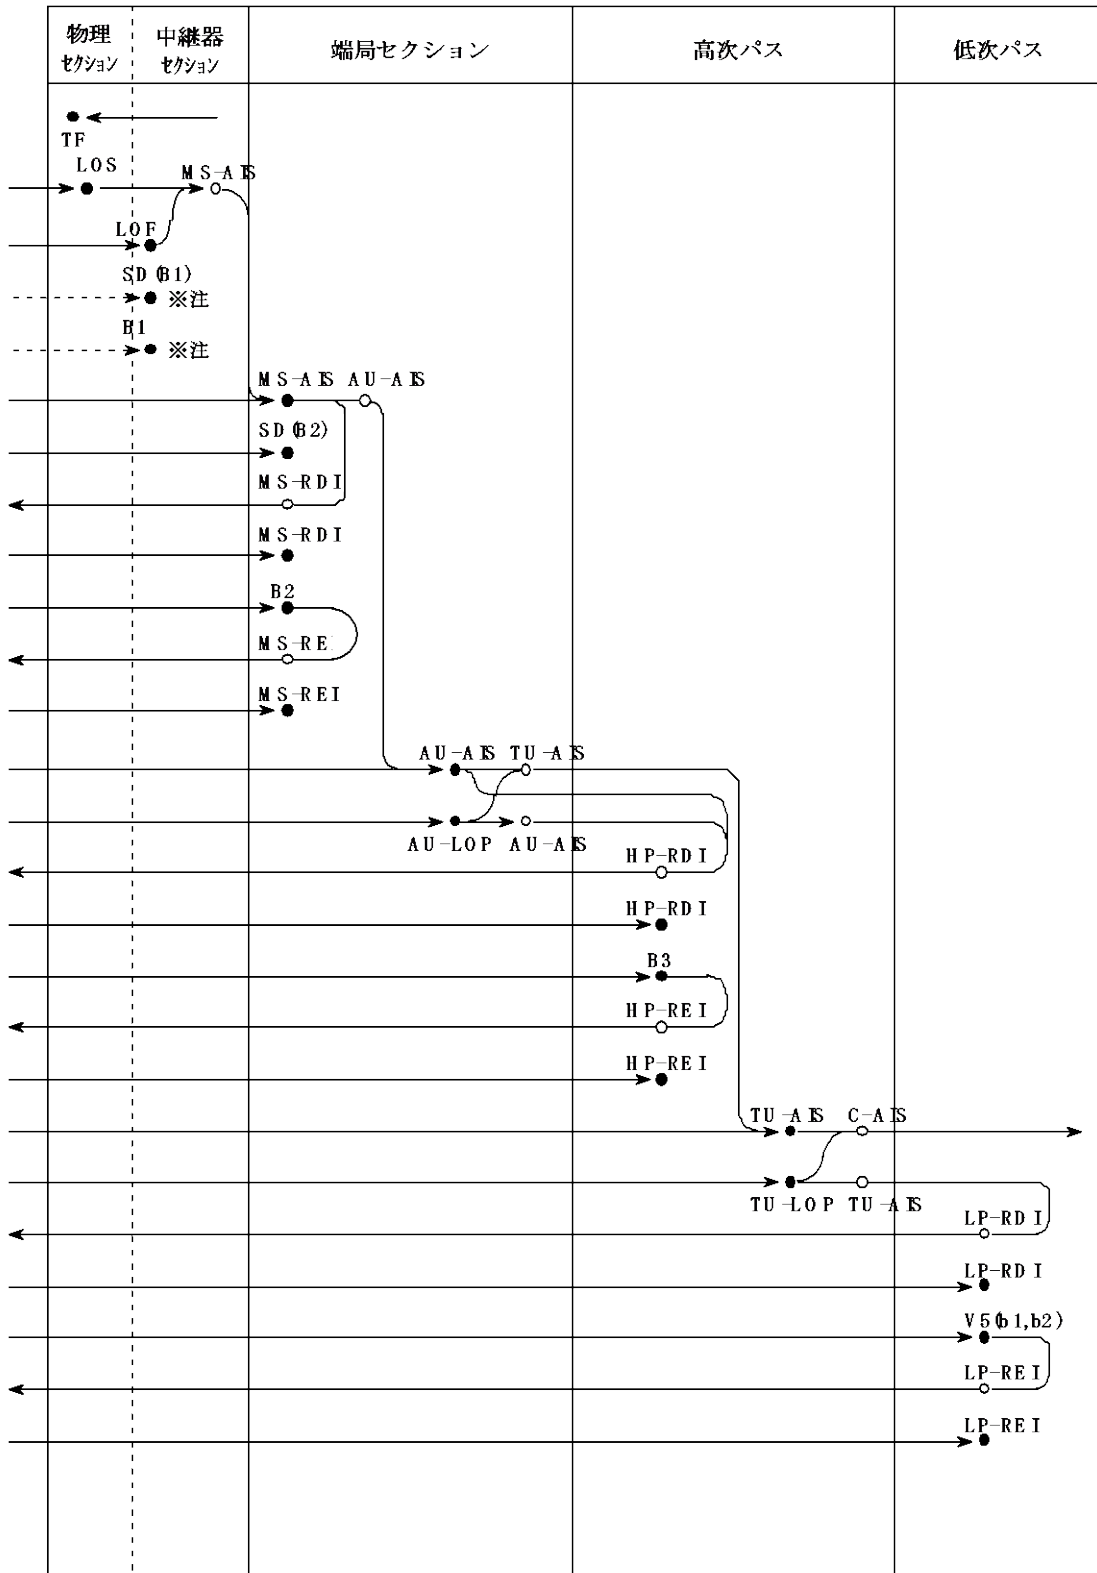 物理 中継器 端局セクション 高次パス 低次パス
セクション セクション
TF
LOS
MS-AIS
LOF
SD(B1)
※注
B1
※注
MS-AIS AU-AIS
SD(B2)
MS-RDI
MS-RDI
B2
MS-RE
MS-REI
AU-AIS TU-AIS
AU-LOP AU-AIS
HP-RDI
HP-RDI
B3
HP-REI
HP-REI
TU-AIS C-AIS
TU-LOP TU-AIS
LP-RDI
LP-RDI
V5(b1,b2)
LP-REI
LP-REI